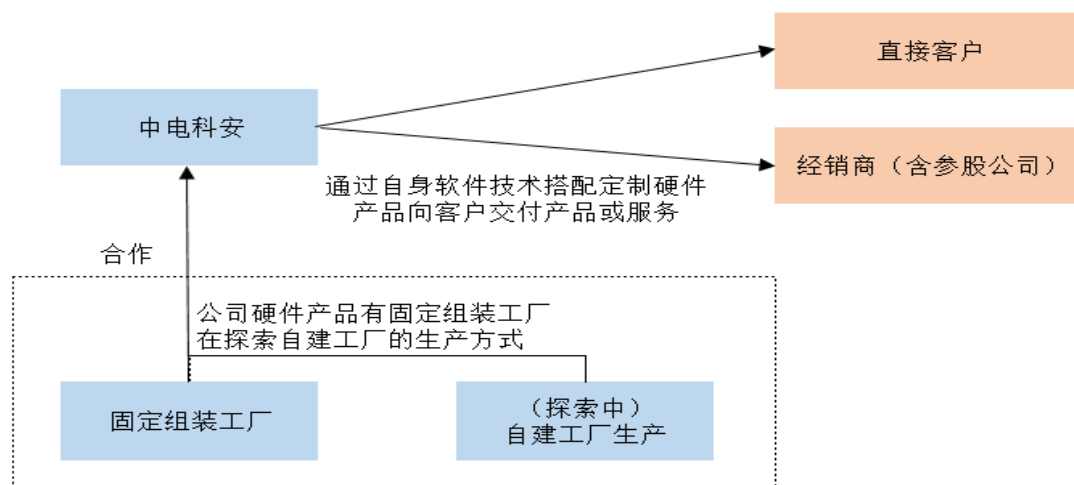 直接客户
中电科安
经销商（含参股公司）
通过自身软件技术搭配定制硬件
产品向客户交付产品或服务
合作
公司硬件产品有固定组装工厂
在探索自建工厂的生产方式
固定组装工厂
（探索中）
自建工厂生产